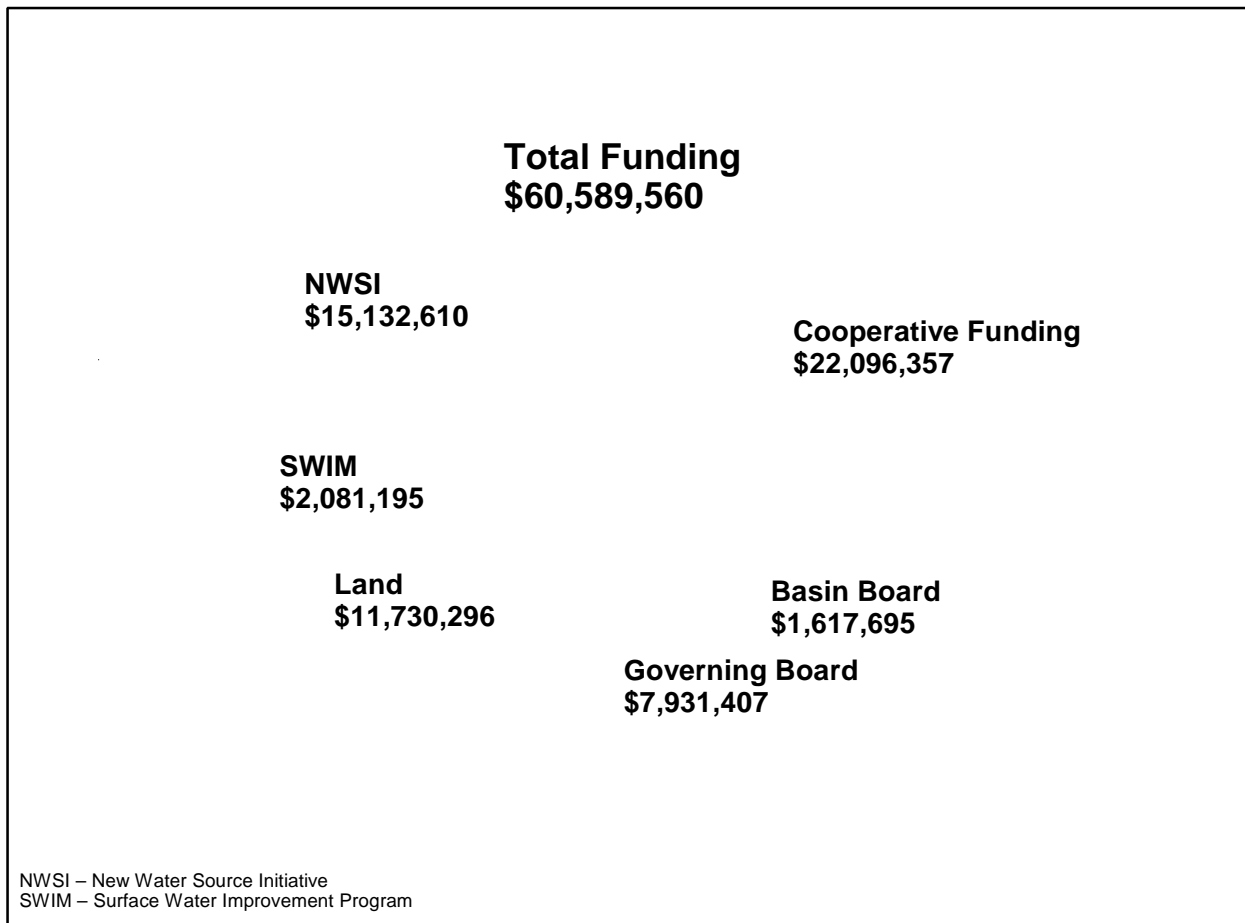 Total Funding
$60,589,560
NWSI
$15,132,610
Cooperative Funding
$22,096,357
SWIM
$2,081,195
Land
$11,730,296
Basin Board
$1,617,695
Governing Board
$7,931,407
NWSI – New Water Source Initiative
SWIM – Surface Water Improvement Program